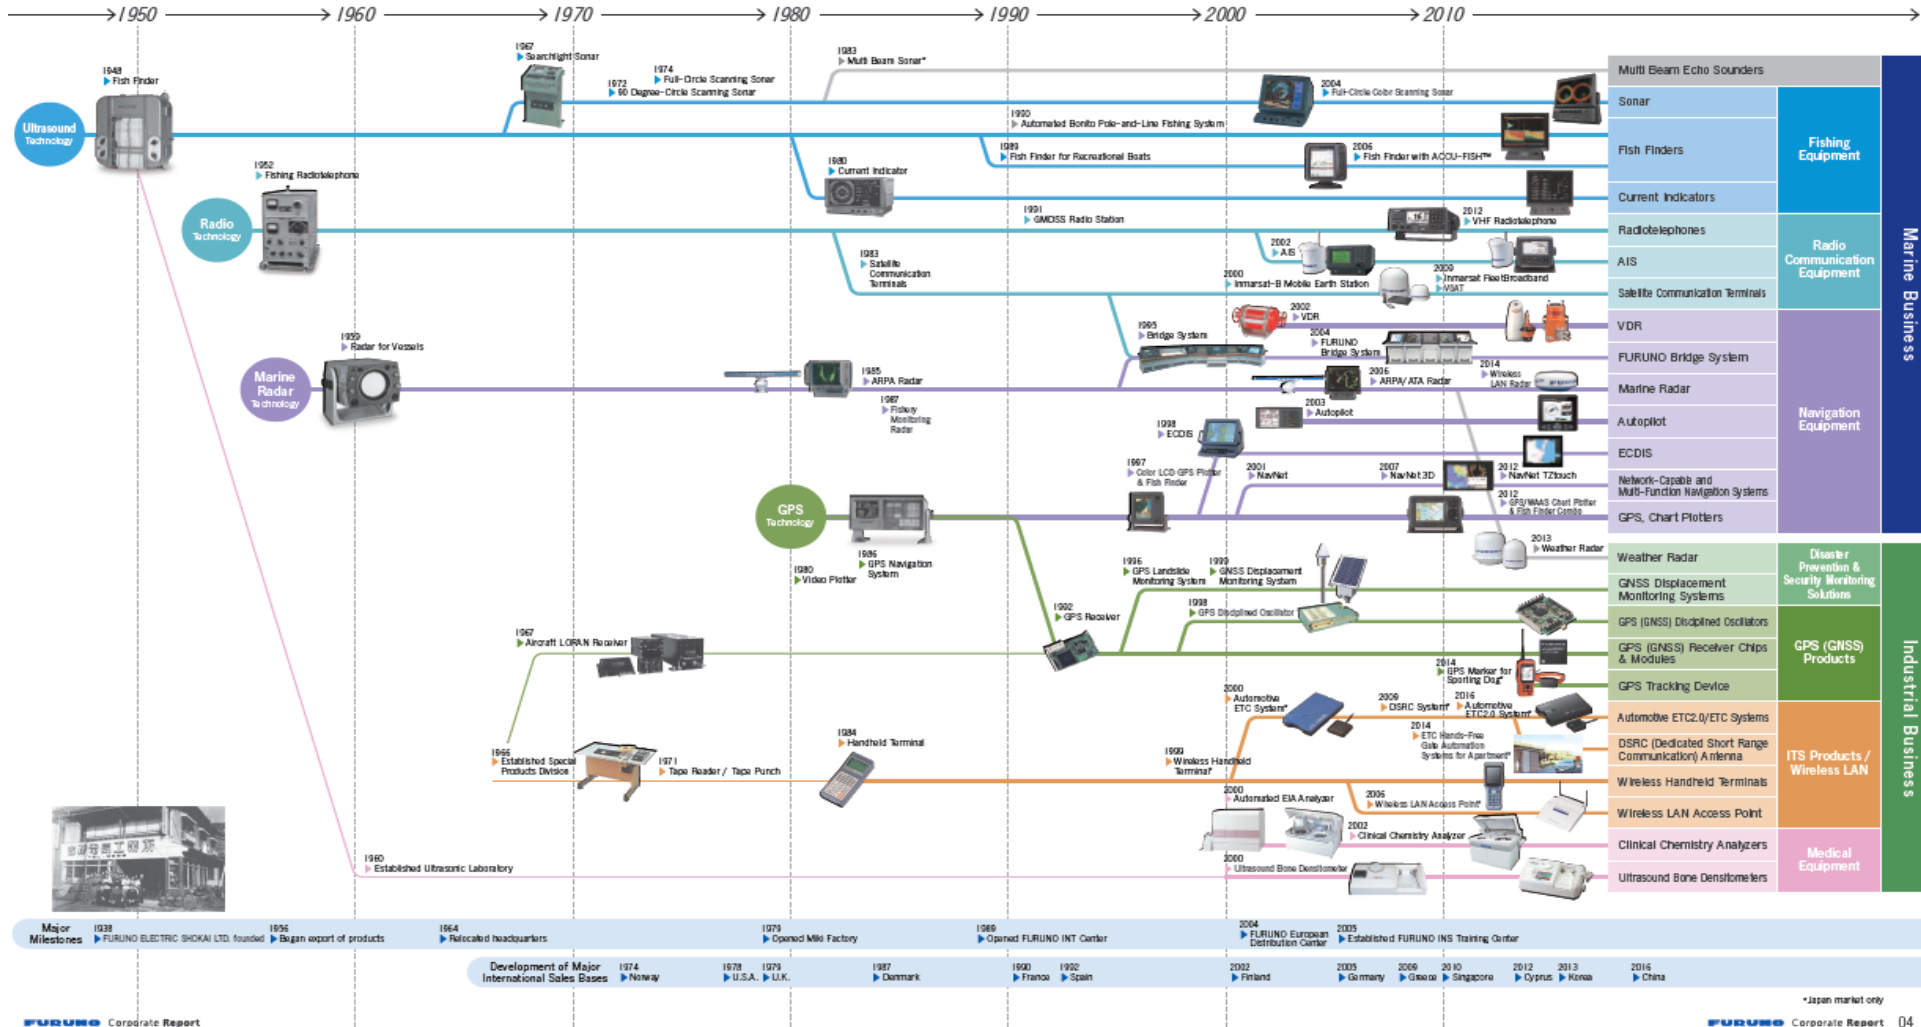 1950
1960
1970
1980
1990
2000
2010
1948
Fish Finder
1967
Searchlight Sonar
1974
Full-Circle Scanning Sonar
1972
90 Degree-Circle Scanning Sonar
1983
Multi Beam Sonar*
2004
Full-Circle Color Scanning Sonar
Ultrasound
Technology
1990
Automated Bonito Pole-and-Line Fishing System
1989
Fish Finder for Recreational Boats
2006
Fish Finder with ACCU-FISH™
1980
Current Indicator
1952
Fishing Radiotelephone
Radio
Technology
1991
GMDSS Radio Station
2012
VHF Radiotelephone
1983
Satellite
Communication
Terminals
2002
AIS
2000
Inmarsat-B Mobile Earth Station
2009
Inmarsat FleetBroadband
VSAT
1959
Radar for Vessels
Marine
Radar
Technology
1985
ARPA Radar
1987
Fishery
Monitoring
Radar
1995
Bridge System
2002
VDR
2004
FURUNO
Bridge System
2006
ARPA/ATA Radar
2014
Wireless
LAN Radar
2003
Autopilot
1998
ECDIS
1997
Color LCD GPS Plotter
& Fish Finder
2001
NavNet
2007
NavNet 3D
2012
NavNet TZtouch
2012
GPS/WAAS Chart Plotter
& Fish Finder Combo
GPS
Technology
1980
Video Plotter
1986
GPS Navigation
System
2013
Weather Radar
1996
GPS Landslide
Monitoring System
1999
GNSS Displacement
Monitoring System
1992
GPS Receiver
1998
GPS Disciplined Oscillator
1967
Aircraft LORAN Receiver
2014
GPS Marker for
Sporting Dog*
1966
Established Special
Products Division
1971
Tape Reader / Tape Punch
1984
Handheld Terminal
1999
Wireless Handheld
Terminal*
2000
Automotive
ETC System*
2009
DSRC System*
2016
Automotive
ETC2.0 System*
2014
ETC Hands-Free
Gate Automation
Systems for Apartment*
2006
Wireless LAN Access Point*
2000
Automated EIA Analyzer
2002
Clinical Chemistry Analyzer
2000
Ultrasound Bone Densitometer
1960
Established Ultrasonic Laboratory
Multi Beam Echo Sounders
Sonar
Fish Finders
Current Indicators
Fishing
Equipment
Radiotelephones
AIS
Satellite Communication Terminals
Radio
Communication
Equipment
VDR
FURUNO Bridge System
Marine Radar
Autopilot
ECDIS
Network-Capable and
Multi-Function Navigation Systems
GPS, Chart Plotters
Navigation
Equipment
Marine Business
Weather Radar
GNSS Displacement
Monitoring Systems
Disaster
Prevention &
Security Monitoring
Solutions
GPS (GNSS) Disciplined Oscillators
GPS (GNSS) Receiver Chips
& Modules
GPS Tracking Device
GPS (GNSS)
Products
Automotive ETC2.0/ETC Systems
DSRC (Dedicated Short Range
Communication) Antenna
Wireless Handheld Terminals
Wireless LAN Access Point
ITS Products /
Wireless LAN
Clinical Chemistry Analyzers
Ultrasound Bone Densitometers
Medical
Equipment
Industrial Business
Major
Milestones
1938
FURUNO ELECTRIC SHOKAI LTD. founded
1956
Began export of products
1964
Relocated headquarters
1979
Opened Miki Factory
1989
Opened FURUNO INT Center
2004
FURUNO European
Distribution Center
2005
Established FURUNO INS Training Center
Development of Major
International Sales Bases
1974
Norway
1978
U.S.A.
1979
U.K.
1987
Denmark
1990
France
1992
Spain
2002
Finland
2005
Germany
2009
Greece
2010
Singapore
2012
Cyprus
2013
Korea
2016
China
*Japan market only
FURUNO Corporate Report
FURUNO Corporate Report 04